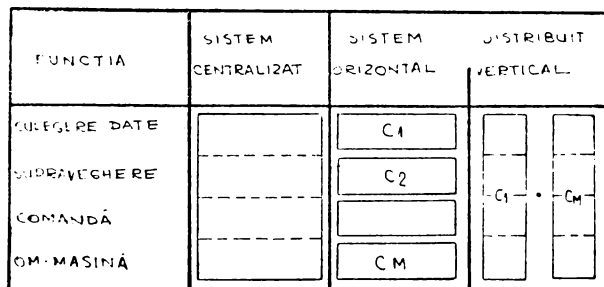 FUNCTIA
SISTEM
CENTRALIZAT
SISTEM
ORIZONTAL
DISTRIBUIT
VERTICAL
CULEGERE DATE
C1
SUPRAVEGHERE
C2
C1 • CM
COMANDĂ
OM-MASINĂ
CM